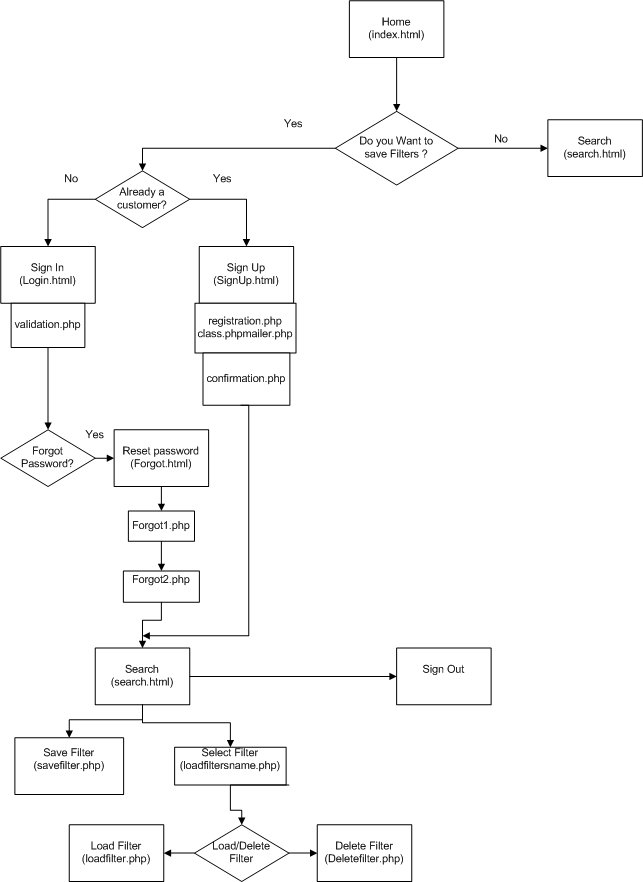 Home
(index.html)
Yes
Do you Want to
save Filters ?
No
Search
(search.html)
No
Already a
customer?
Yes
Sign In
(Login.html)
Sign Up
(SignUp.html)
validation.php
registration.php
class.phpmailer.php
confirmation.php
Forgot
Password?
Yes
Reset password
(Forgot.html)
Forgot1.php
Forgot2.php
Search
(search.html)
Sign Out
Save Filter
(savefilter.php)
Select Filter
(loadfiltersname.php)
Load Filter
(loadfilter.php)
Load/Delete
Filter
Delete Filter
(Deletefilter.php)